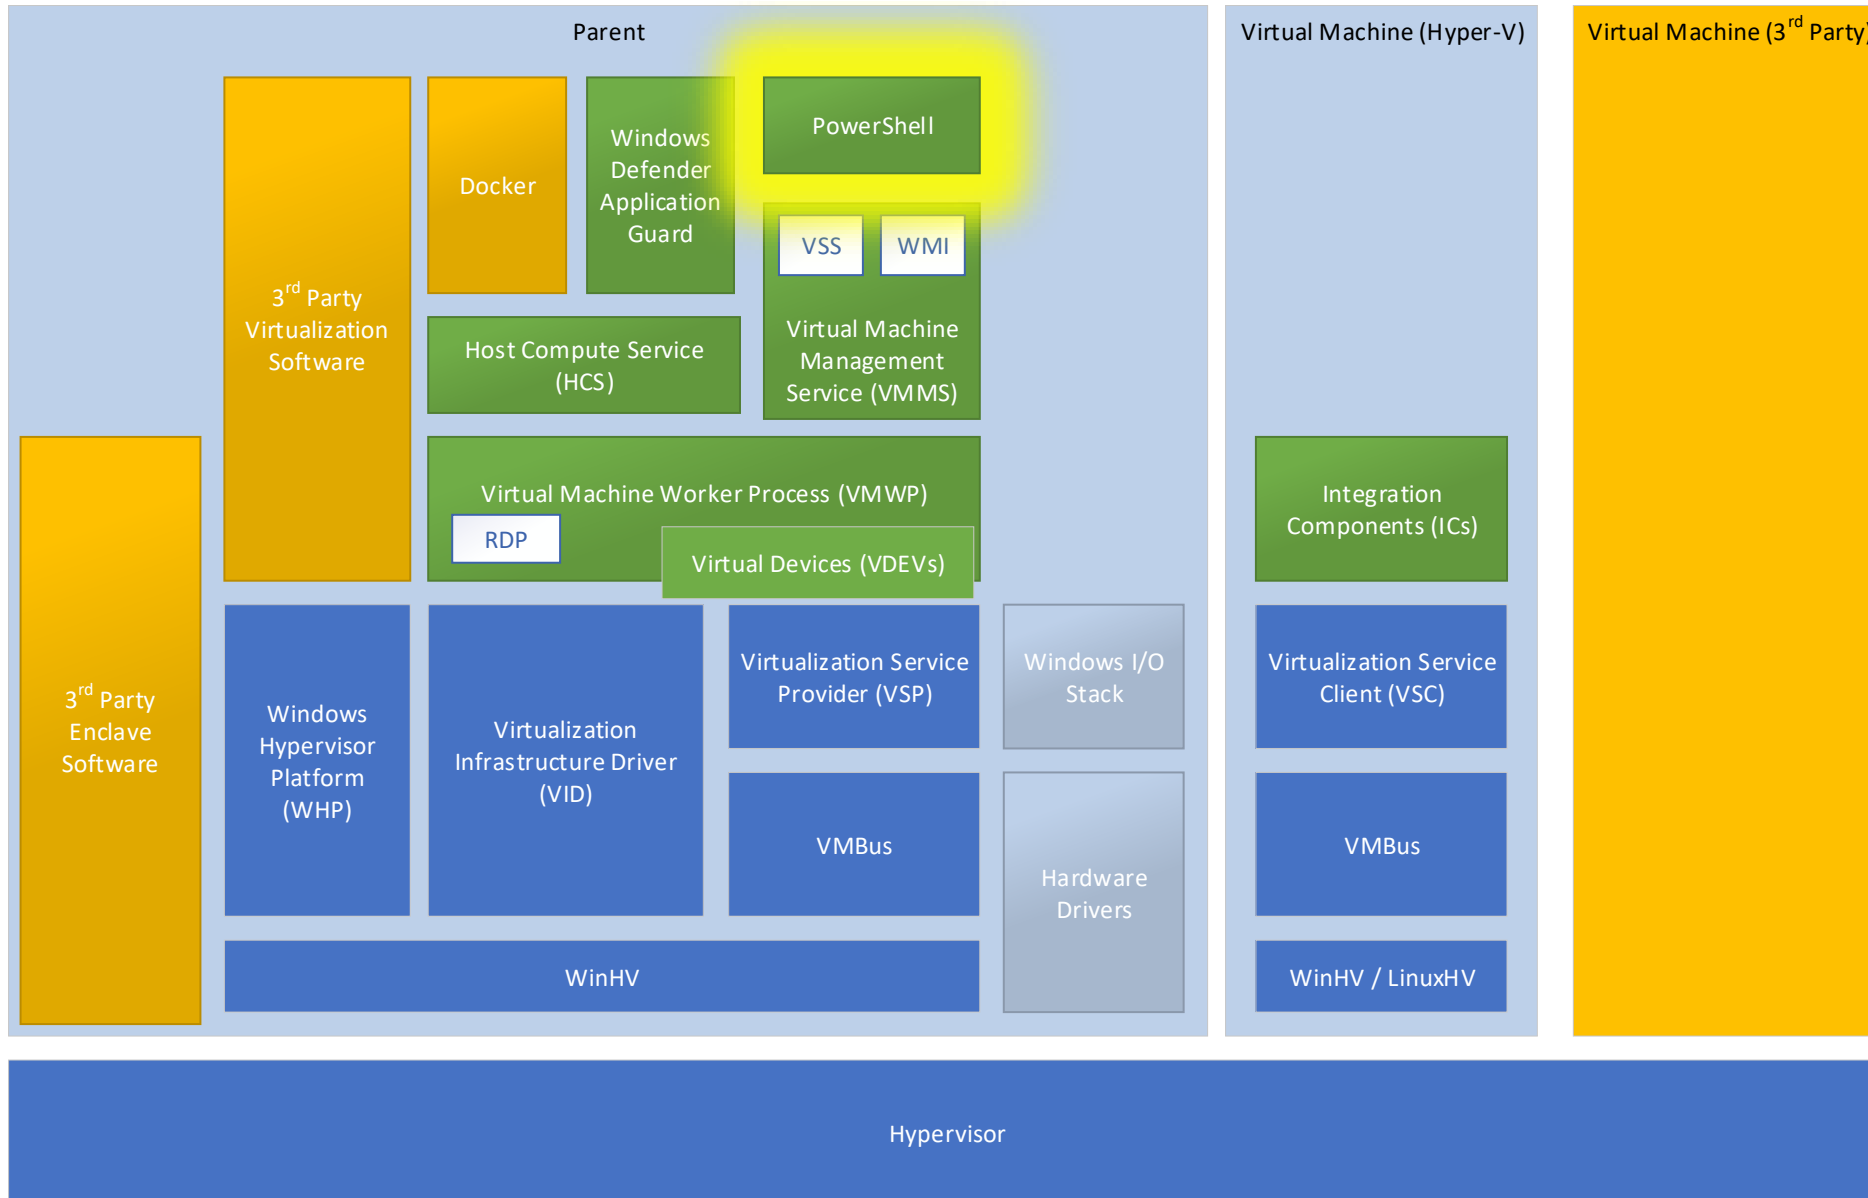 Parent
Virtual Machine (Hyper-V)
Virtual Machine (3rd Party)
PowerShell
Windows
Defender
Application
Guard
Docker
VSS
WMI
3rd Party
Virtualization
Software
Host Compute Service
(HCS)
Virtual Machine
Management
Service (VMMS)
Virtual Machine Worker Process (VMWP)
RDP
Virtual Devices (VDEVs)
Integration
Components (ICs)
3rd Party
Enclave
Software
Windows
Hypervisor
Platform
(WHP)
Virtualization
Infrastructure Driver
(VID)
Virtualization Service
Provider (VSP)
Windows I/O
Stack
Virtualization Service
Client (VSC)
VMBus
Hardware
Drivers
VMBus
WinHV
WinHV / LinuxHV
Hypervisor